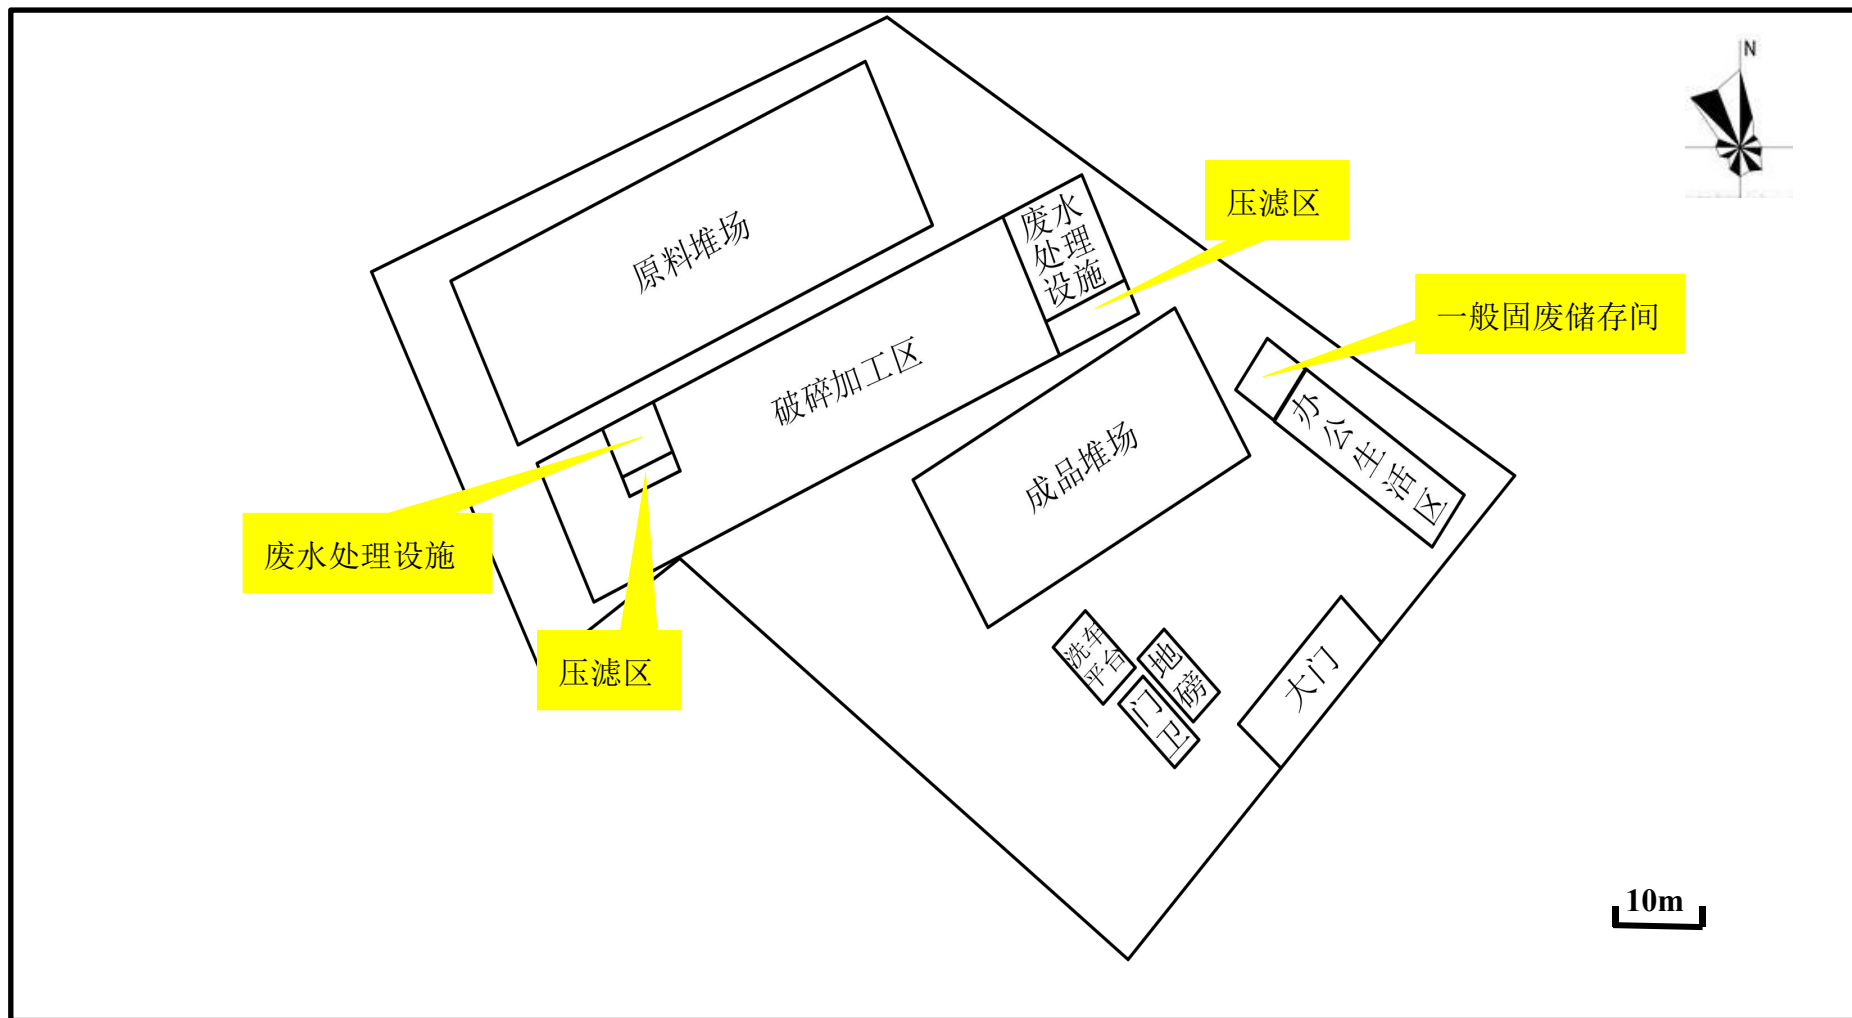 N
原料堆场
废水
处理
设施
压滤区
一般固废储存间
破碎加工区
办公生活区
成品堆场
废水处理设施
压滤区
洗车
平台
地磅
门卫
大门
10m